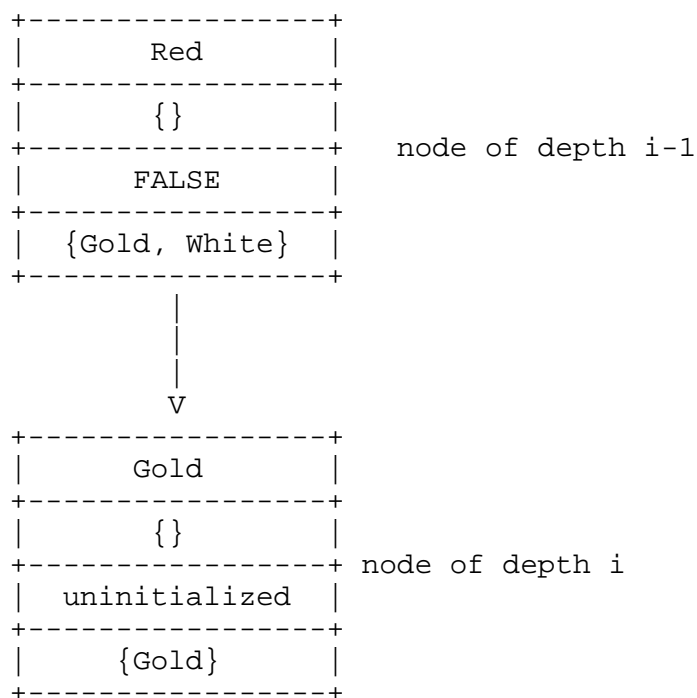 +-----------------+
|       Red       |
+-----------------+
|       {}        |
+-----------------+   node of depth i-1
|      FALSE      |
+-----------------+
|  {Gold, White}  |
+-----------------+
         |
         |
         |
         V
+-----------------+
|      Gold       |
+-----------------+
|       {}        |
+-----------------+ node of depth i
|  uninitialized  |
+-----------------+
|     {Gold}      |
+-----------------+